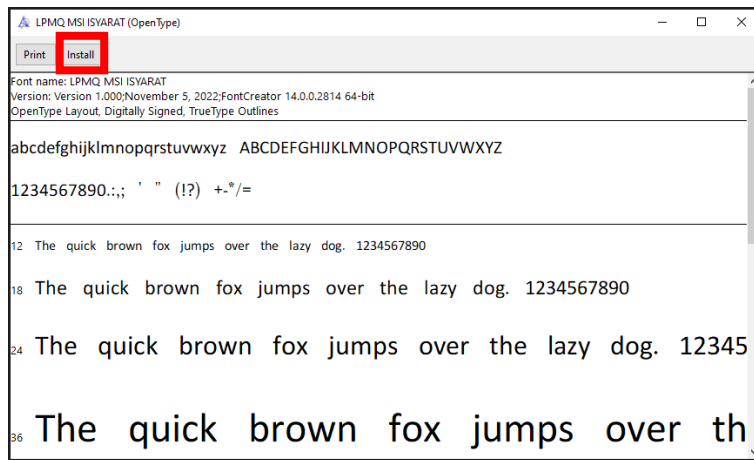 LPMQ MSI ISYARAT (OpenType)
Print Install
Font name: LPMQ MSI ISYARAT
Version: Version 1.000;November 5, 2022;FontCreator 14.0.0.2814 64-bit
OpenType Layout, Digitally Signed, TrueType Outlines
abcdefghijklmnopqrstuvwxyz ABCDEFGHIJKLMNOPQRSTUVWXYZ
1234567890.:,; ' " (!?) +-*/=
12 The quick brown fox jumps over the lazy dog. 1234567890
18 The quick brown fox jumps over the lazy dog. 1234567890
24 The quick brown fox jumps over the lazy dog. 12345
36 The quick brown fox jumps over th